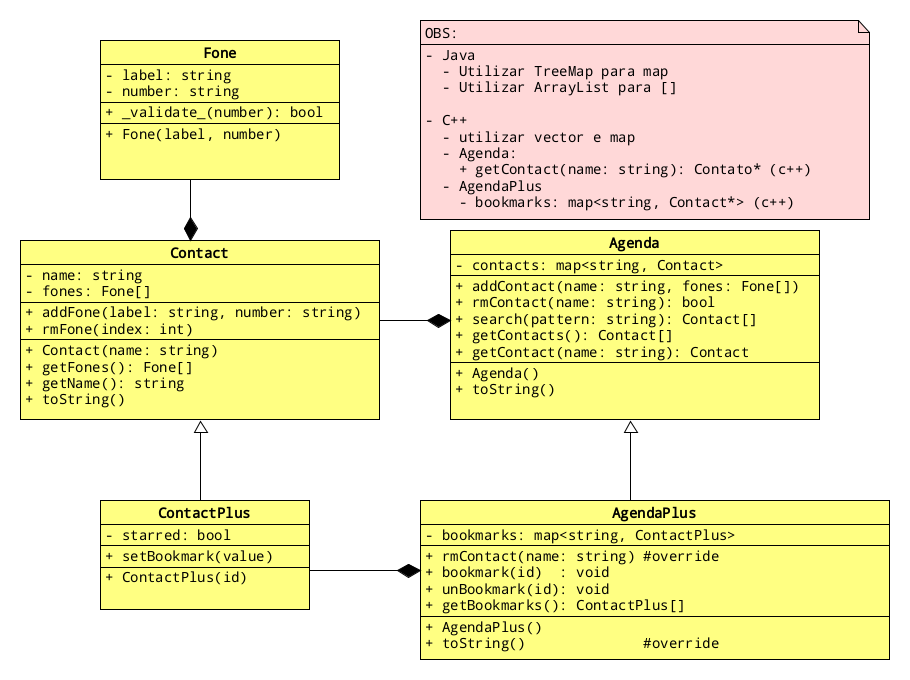 Fone
- label: string
- number: string
+ _validate_(number): bool
+ Fone(label, number)
OBS:
- Java
  - Utilizar TreeMap para map
  - Utilizar ArrayList para []
- C++
  - utilizar vector e map
  - Agenda:
    + getContact(name: string): Contato* (c++)
  - AgendaPlus
    - bookmarks: map<string, Contact*> (c++)
Contact
- name: string
- fones: Fone[]
+ addFone(label: string, number: string)
+ rmFone(index: int)
+ Contact(name: string)
+ getFones(): Fone[]
+ getName(): string
+ toString()
Agenda
- contacts: map<string, Contact>
+ addContact(name: string, fones: Fone[])
+ rmContact(name: string): bool
+ search(pattern: string): Contact[]
+ getContacts(): Contact[]
+ getContact(name: string): Contact
+ Agenda()
+ toString()
ContactPlus
- starred: bool
+ setBookmark(value)
+ ContactPlus(id)
AgendaPlus
- bookmarks: map<string, ContactPlus>
+ rmContact(name: string) #override
+ bookmark(id)  : void
+ unBookmark(id): void
+ getBookmarks(): ContactPlus[]
+ AgendaPlus()
+ toString()              #override